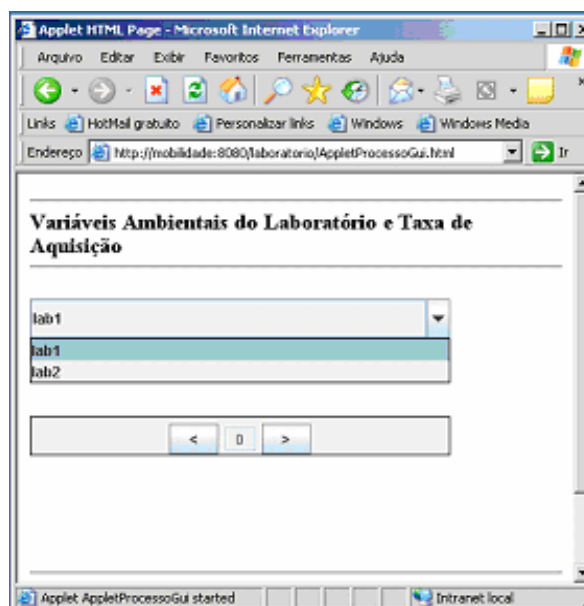 Applet HTML Page - Microsoft Internet Explorer
Arquivo Editar Exibir Favoritos Ferramentas Ajuda
Links HotMail gratuito Personalizar links Windows Windows Media
Endereço http://mobilidade:8080/laboratorio/AppletProcessoGui.html Ir
Variáveis Ambientais do Laboratório e Taxa de
Aquisição
lab1
lab1
lab2
< 0 >
Applet AppletProcessoGui started Intranet local